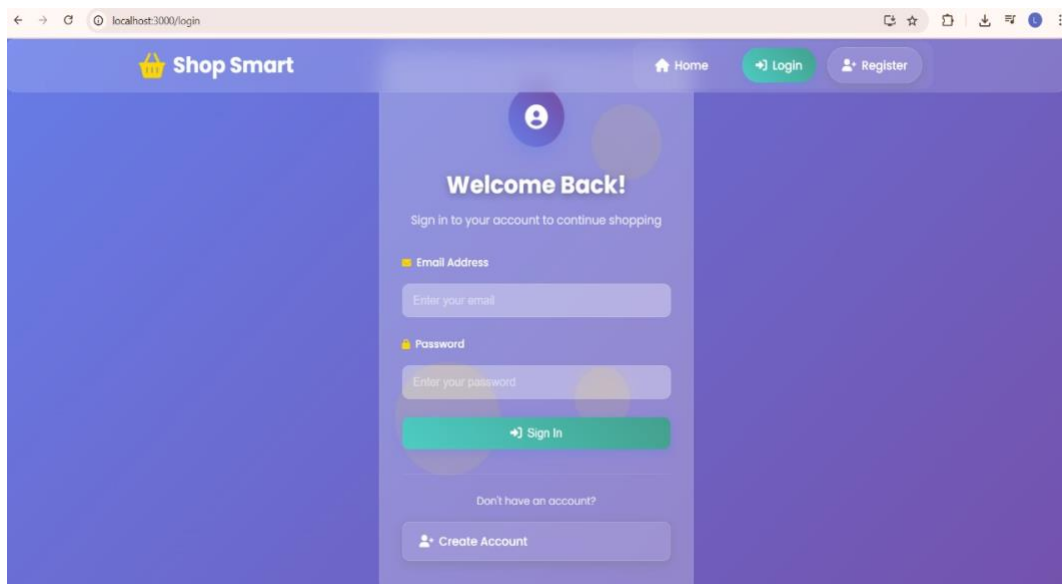 localhost:3000/login
L
Shop Smart
Home
Login
Register
Welcome Back!
Sign in to your account to continue shopping
Email Address
Enter your email
Password
Enter your password
Sign In
Don't have an account?
Create Account